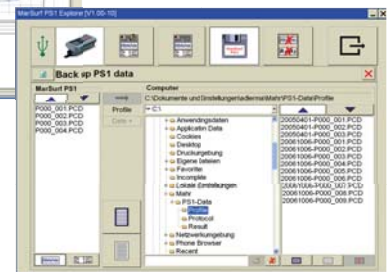 MarSurf PS1 Explorer [V1.00-10]
Back up PS1 data
MarSurf PS1
Computer
C:\Dokumente und Einstellungen\adlerma\Mahr\PS1-Data\Profile
Profile
Data
C:\
P000_001.PCD
P000_002.PCD
P000_003.PCD
P000_004.PCD
Anwendungsdaten
Application Data
Cookies
Desktop
Druckumgebung
Eigene Dateien
Favoriten
Incomplete
Lokale Einstellungen
Mahr
PS1-Data
Profile
Protocol
Result
Netzwerkumgebung
Phone Browser
Recent
20050401-P000_001.PCD
20050401-P000_002.PCD
20061006-P000_001.PCD
20061006-P000_002.PCD
20061006-P000_003.PCD
20061006-P000_004.PCD
20061006-P000_005.PCD
20061006-P000_006.PCD
20061006-P000_007.PCD
20061006-P000_008.PCD
20061006-P000_009.PCD